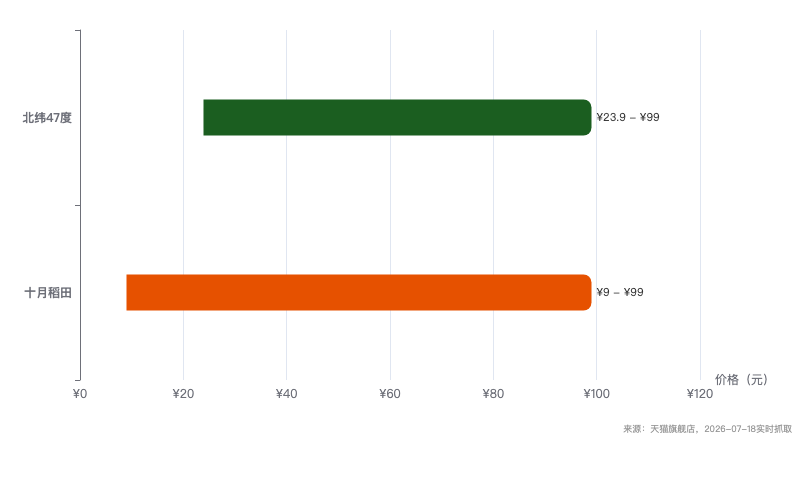 北纬47度
¥23.9 – ¥99
十月稻田
¥9 – ¥99
价格（元）
¥0 ¥20 ¥40 ¥60 ¥80 ¥100 ¥120
来源：天猫旗舰店，2026-07-18实时抓取